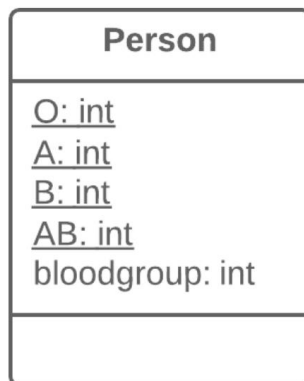 Person
O: int
A: int
B: int
AB: int
bloodgroup: int